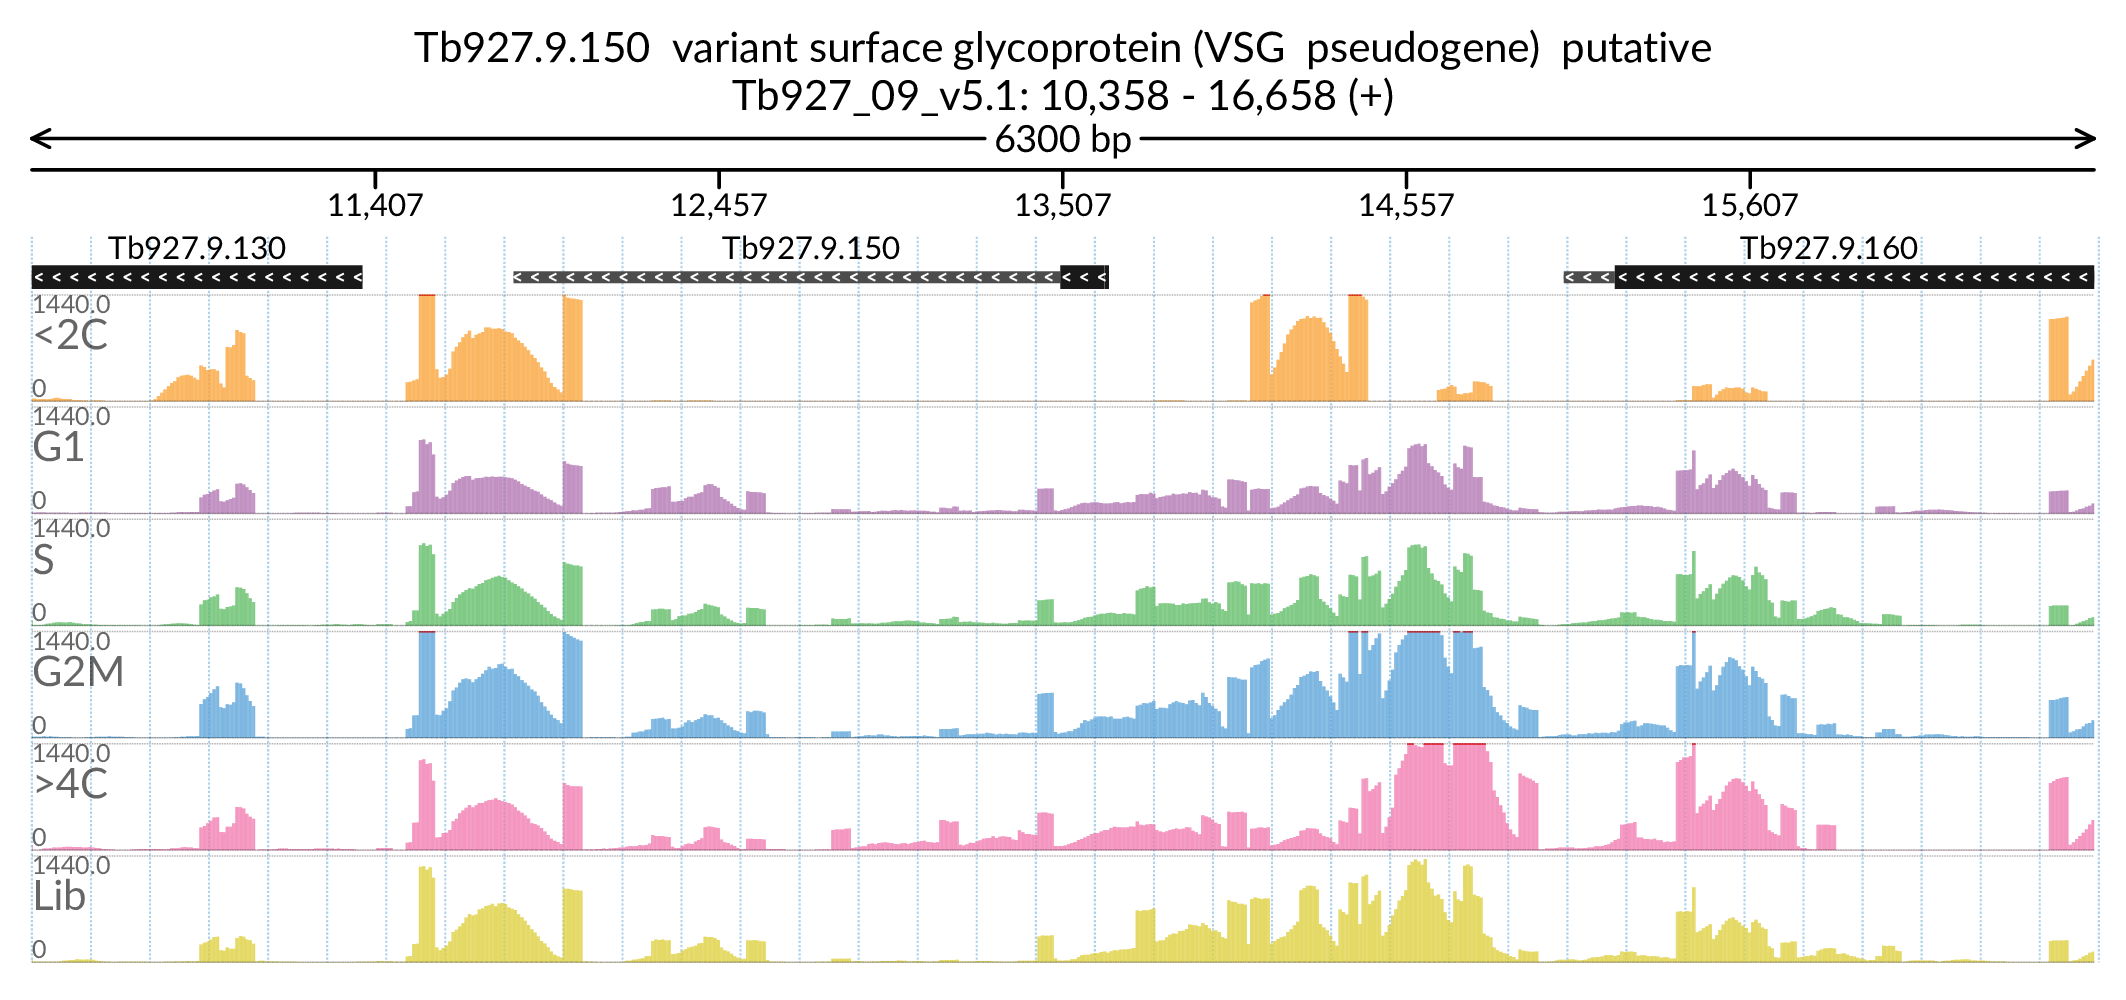 Tb927.9.150 variant surface glycoprotein (VSG pseudogene) putative
Tb927_09_v5.1: 10,358 - 16,658 (+)
6300 bp
11,407 12,457 13,507 14,557 15,607
Tb927.9.130 Tb927.9.150 Tb927.9.160
1440.0
<2C
0
1440.0
G1
0
1440.0
S
0
1440.0
G2M
0
1440.0
>4C
0
1440.0
Lib
0